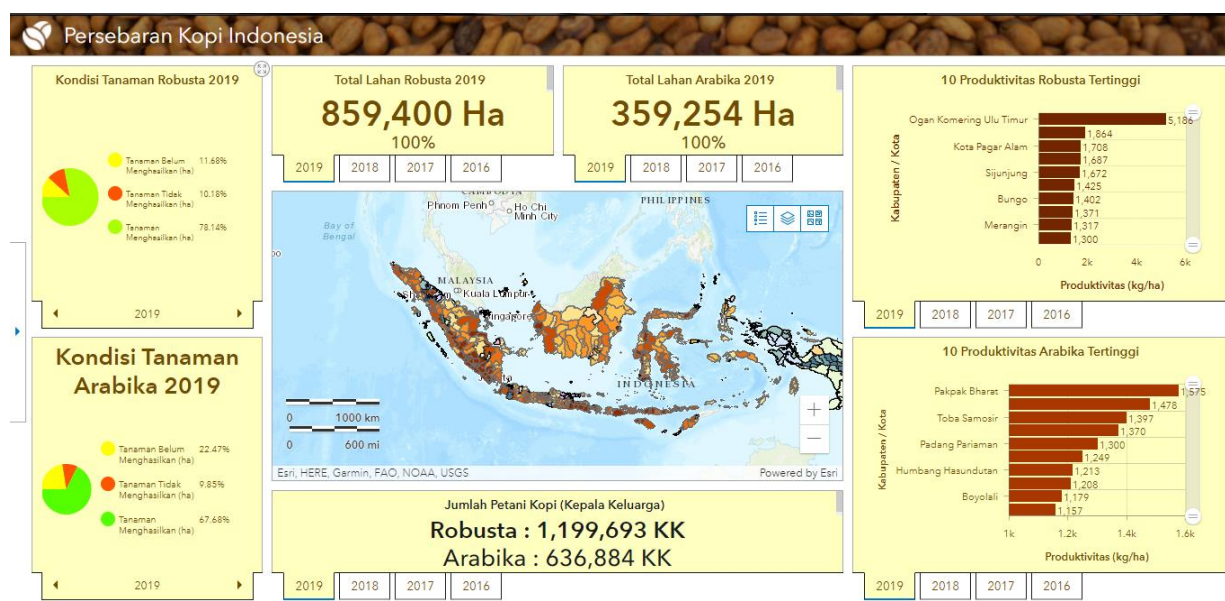 Persebaran Kopi Indonesia
Kondisi Tanaman Robusta 2019
Tanaman Belum Menghasilkan (ha) 11.68%
Tanaman Tidak Menghasilkan (ha) 10.18%
Tanaman Menghasilkan (ha) 78.14%
2019
Kondisi Tanaman
Arabika 2019
Tanaman Belum Menghasilkan (ha) 22.47%
Tanaman Tidak Menghasilkan (ha) 9.85%
Tanaman Menghasilkan (ha) 67.68%
2019
Total Lahan Robusta 2019
859,400 Ha
100%
2019 2018 2017 2016
Total Lahan Arabika 2019
359,254 Ha
100%
2019 2018 2017 2016
CAMBODIA
Phnom Penh
Ho Chi
Minh City
PHILIPPINES
Bay of
Bengal
MALAYSIA
Kuala Lumpur
Singapore
INDONESIA
0 1000 km
0 600 mi
Esri, HERE, Garmin, FAO, NOAA, USGS
Powered by Esri
Jumlah Petani Kopi (Kepala Keluarga)
Robusta : 1,199,693 KK
Arabika : 636,884 KK
2019 2018 2017 2016
10 Produktivitas Robusta Tertinggi
Kabupaten / Kota
Ogan Komering Ulu Timur 5,186
1,864
Kota Pagar Alam 1,708
1,687
Sijunjung 1,672
1,425
Bungo 1,402
1,371
Merangin 1,317
1,300
0 2k 4k 6k
Produktivitas (kg/ha)
2019 2018 2017 2016
10 Produktivitas Arabika Tertinggi
Kabupaten / Kota
Pakpak Bharat 1,575
1,478
Toba Samosir 1,397
1,370
Padang Pariaman 1,300
1,249
Humbang Hasundutan 1,213
1,208
Boyolali 1,179
1,157
1k 1.2k 1.4k 1.6k
Produktivitas (kg/ha)
2019 2018 2017 2016